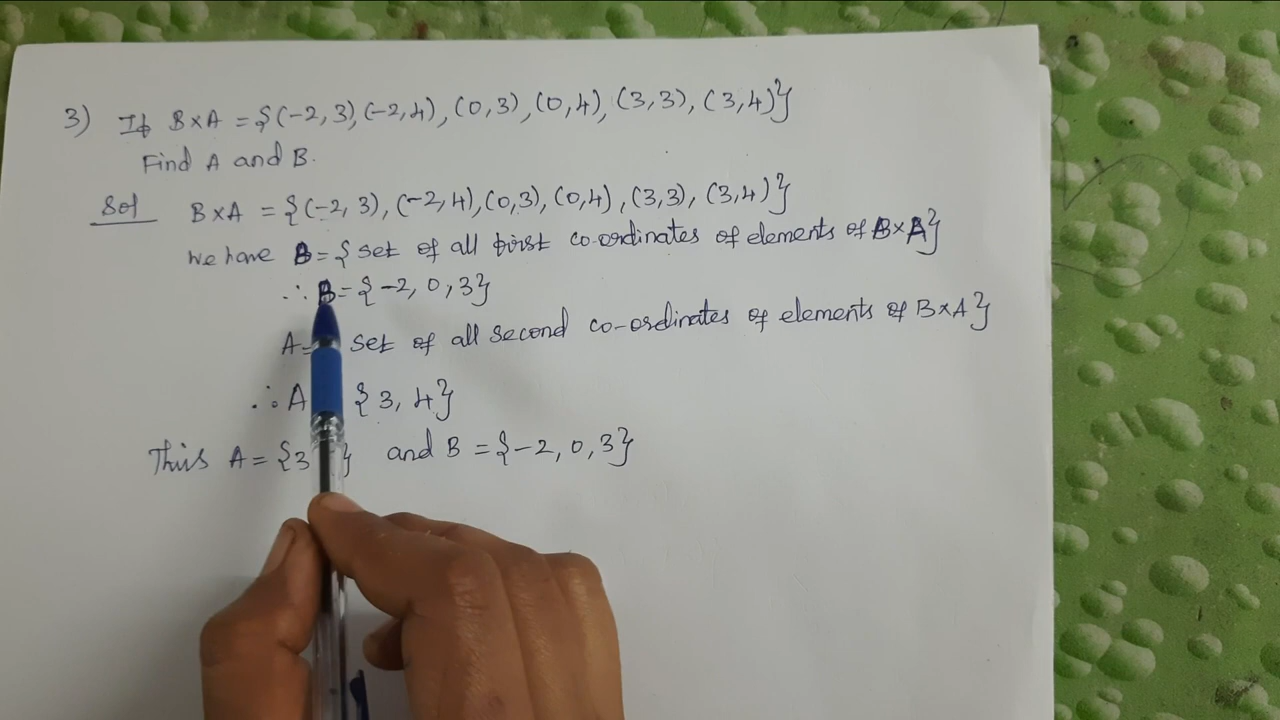 3) If B×A = {(-2, 3),(-2,4), (0,3), (0,4), (3,3), (3,4)}
Find A and B.
Sol B×A = {(-2, 3), (-2, 4), (0,3), (0,4), (3,3), (3,4)}
We have B = { set of all first co-ordinates of elements of B×A}
∴ B = {-2, 0, 3}
A = set of all second co-ordinates of elements of B×A}
∴ A {3, 4}
Thus A = {3 } and B = {-2, 0, 3}